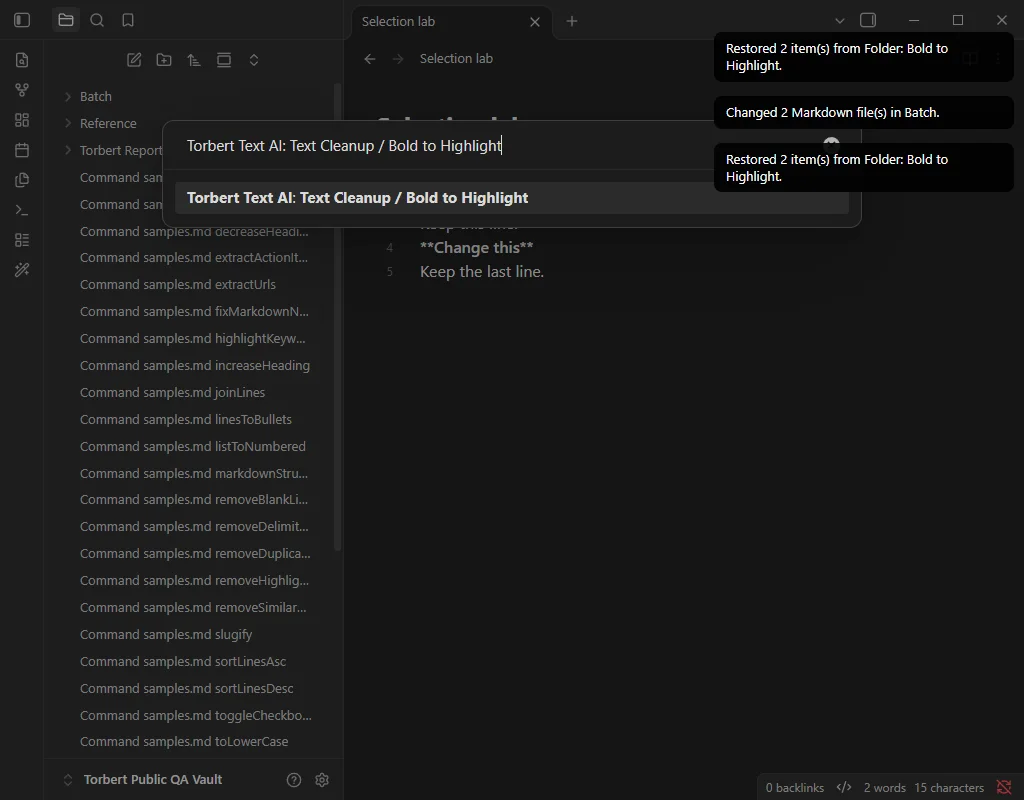 Selection lab
Restored 2 item(s) from Folder: Bold to
Highlight.
Selection lab
Changed 2 Markdown file(s) in Batch.
Restored 2 item(s) from Folder: Bold to
Highlight.
Batch
Reference
Torbert Report
Command sam
Command sam
Command samples.md decreaseHeadi...
Command samples.md extractActionIt...
Command samples.md extractUrls
Command samples.md fixMarkdownN...
Command samples.md highlightKeyw...
Command samples.md increaseHeading
Command samples.md joinLines
Command samples.md linesToBullets
Command samples.md listToNumbered
Command samples.md markdownStru...
Command samples.md removeBlankLi...
Command samples.md removeDelimit...
Command samples.md removeDuplica...
Command samples.md removeHighlig...
Command samples.md removeSimilar...
Command samples.md slugify
Command samples.md sortLinesAsc
Command samples.md sortLinesDesc
Command samples.md toggleCheckbo...
Command samples.md toLowerCase
Torbert Public QA Vault
Selection lab
Torbert Text AI: Text Cleanup / Bold to Highlight
Torbert Text AI: Text Cleanup / Bold to Highlight
Keep this line.
4 **Change this**
5 Keep the last line.
0 backlinks 2 words 15 characters